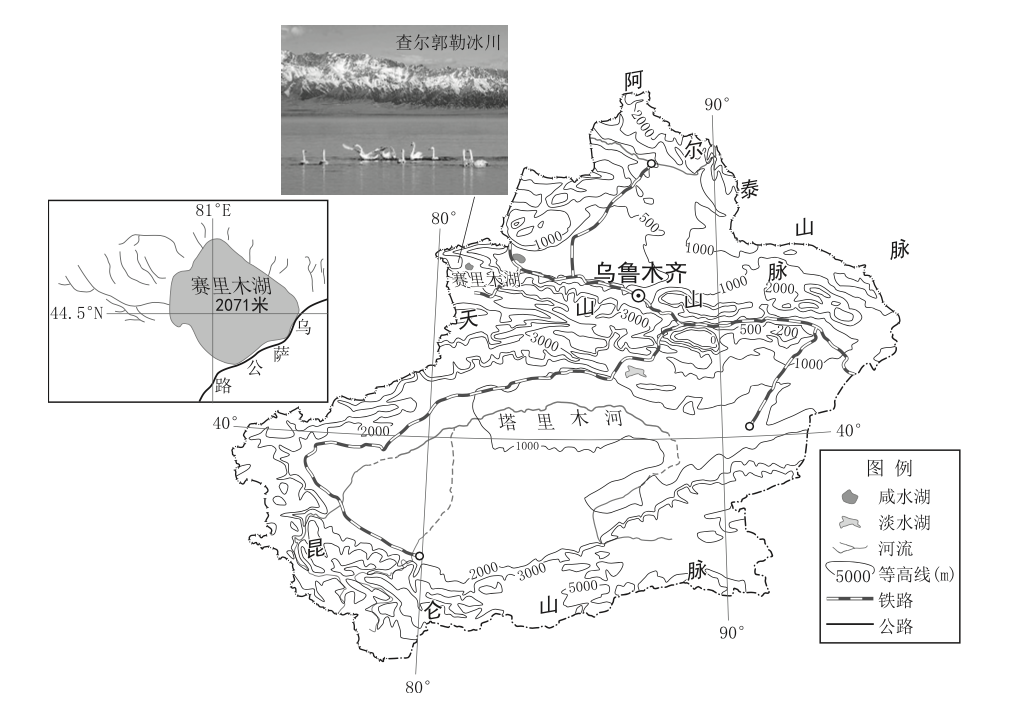 查尔郭勒冰川
阿
90°
2000
尔
泰
山
脉
81°E
80°
500
1000
1000
赛里木湖
2071米
44.5°N
赛里木湖
乌鲁木齐
脉
1000
2000
天
山
山
3000
3000
500
200
0
1000
乌
萨
公
路
40°
2000
塔里木河
1000
40°
昆
仑
山
脉
2000
3000
5000
90°
80°
图例
咸水湖
淡水湖
河流
5000 等高线(m)
铁路
公路